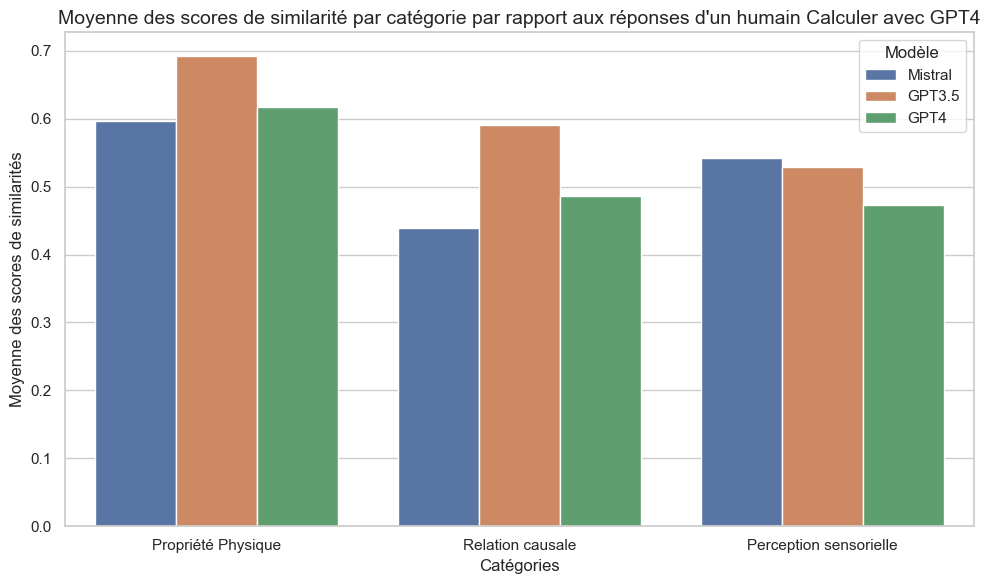 Moyenne des scores de similarité par catégorie par rapport aux réponses d'un humain Calculer avec GPT4
Modèle
Mistral
GPT3.5
GPT4
Moyenne des scores de similarités
0.7
0.6
0.5
0.4
0.3
0.2
0.1
0.0
Propriété Physique Relation causale Perception sensorielle
Catégories